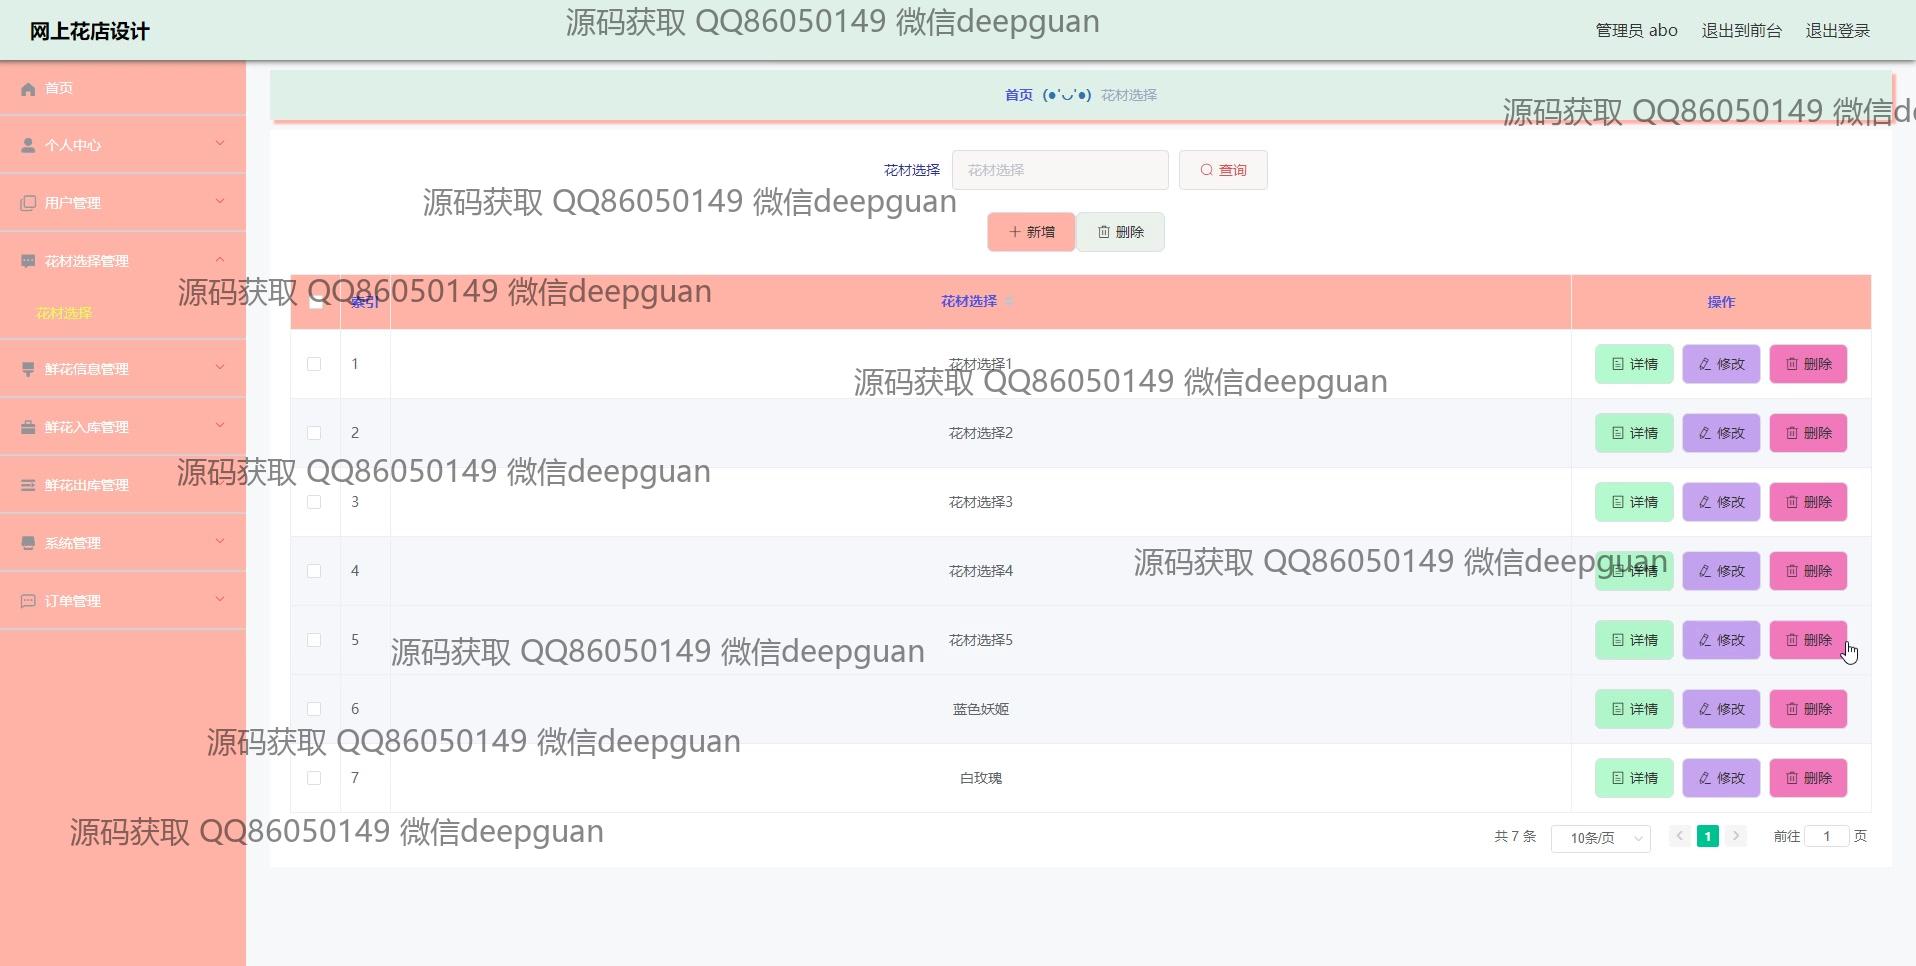 网上花店设计
源码获取 QQ86050149 微信deepguan
管理员 abo 退出到前台 退出登录
首页
个人中心
用户管理
花材选择管理
花材选择
鲜花信息管理
鲜花入库管理
鲜花出库管理
系统管理
订单管理
首页 (●'◡'●) 花材选择
源码获取 QQ86050149 微信d
花材选择 花材选择 查询
源码获取 QQ86050149 微信deepguan
新增 删除
源码获取 QQ86050149 微信deepguan
索引 花材选择 操作
1 花材选择1 详情 修改 删除
源码获取 QQ86050149 微信deepguan
2 花材选择2 详情 修改 删除
源码获取 QQ86050149 微信deepguan
3 花材选择3 详情 修改 删除
源码获取 QQ86050149 微信deepguan
4 花材选择4 详情 修改 删除
5 花材选择5 详情 修改 删除
源码获取 QQ86050149 微信deepguan
6 蓝色妖姬 详情 修改 删除
源码获取 QQ86050149 微信deepguan
7 白玫瑰 详情 修改 删除
源码获取 QQ86050149 微信deepguan
共 7 条 10条/页 1 前往 1 页